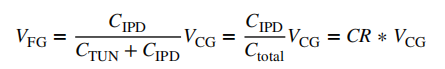 V_FG = C_IPD / (C_TUN + C_IPD) V_CG = C_IPD / C_total V_CG = CR * V_CG